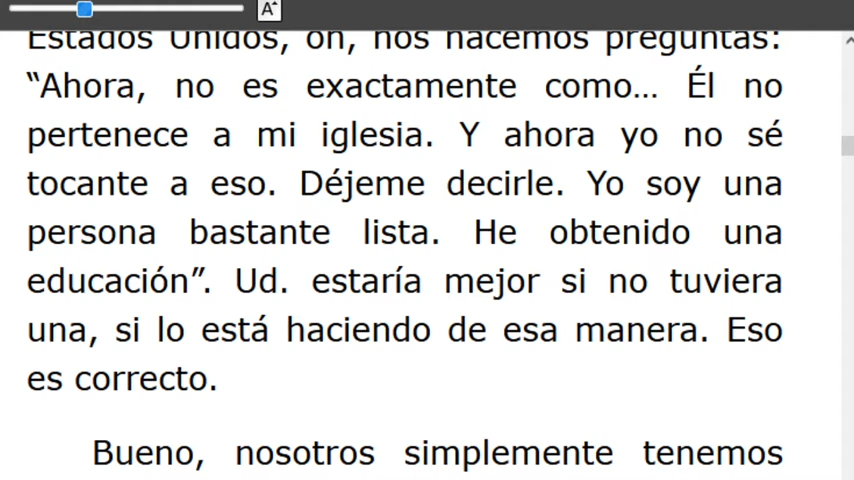 A
Estados Unidos, oh, nos hacemos preguntas:
“Ahora, no es exactamente como… Él no
pertenece a mi iglesia. Y ahora yo no sé
tocante a eso. Déjeme decirle. Yo soy una
persona bastante lista. He obtenido una
educación”. Ud. estaría mejor si no tuviera
una, si lo está haciendo de esa manera. Eso
es correcto.
Bueno, nosotros simplemente tenemos